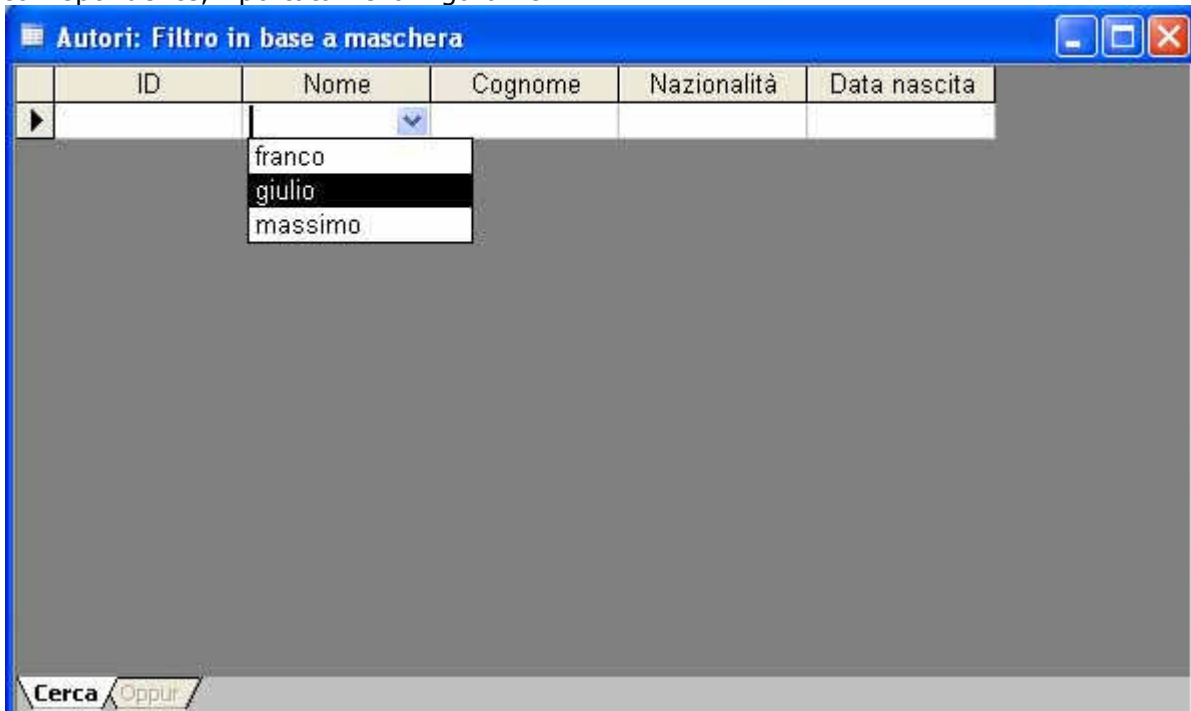 Autori: Filtro in base a maschera
ID Nome Cognome Nazionalità Data nascita
franco
giulio
massimo
Cerca Oppur